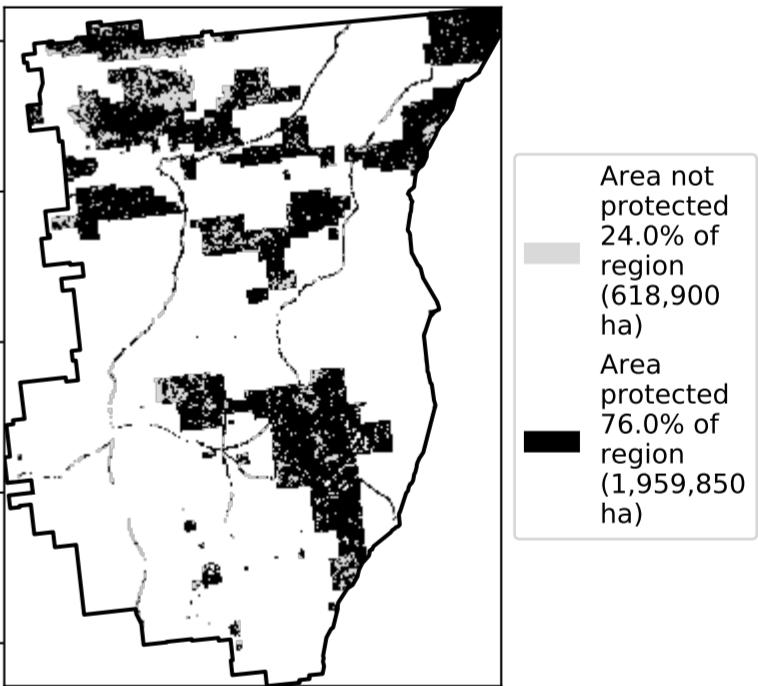 Area not
protected
24.0% of
region
(618,900
ha)
Area
protected
76.0% of
region
(1,959,850
ha)